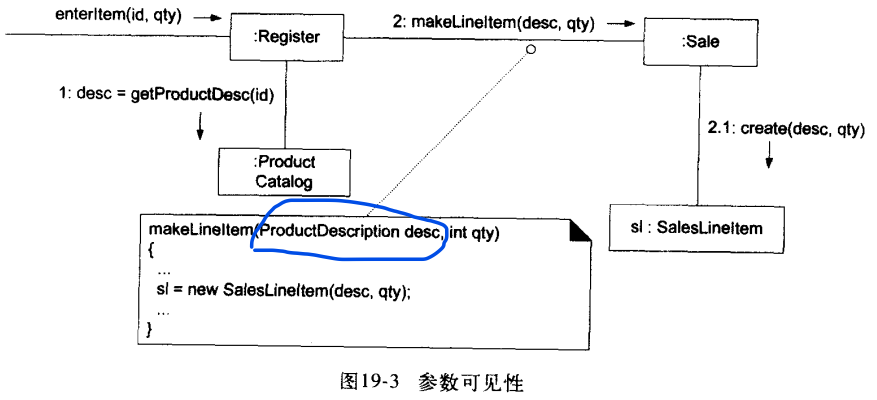 enterItem(id, qty)
:Register
2: makeLineItem(desc, qty)
:Sale
1: desc = getProductDesc(id)
2.1: create(desc, qty)
:Product
Catalog
makeLineItem(ProductDescription desc, int qty)
{
...
sl = new SalesLineItem(desc, qty);
...
}
sl : SalesLineItem
图19-3 参数可见性